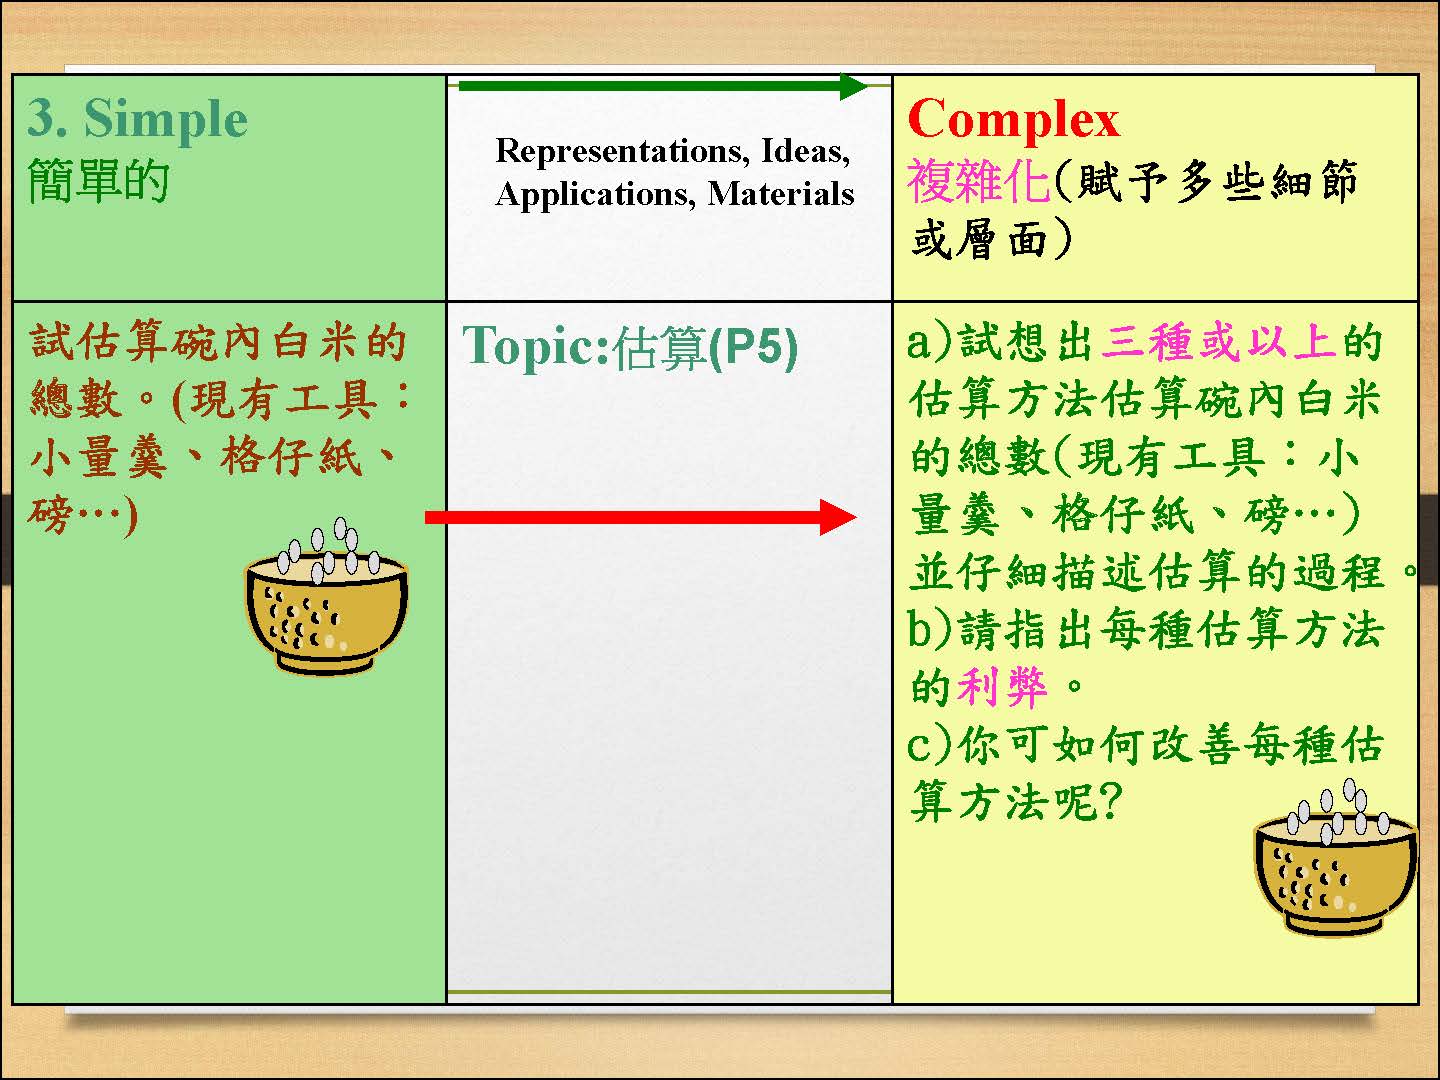 3. Simple
簡單的
Representations, Ideas,
Applications, Materials
Complex
複雜化(賦予多些細節
或層面)
試估算碗內白米的
總數。(現有工具：
小量羹、格仔紙、
磅…)
Topic:估算(P5)
a)試想出三種或以上的
估算方法估算碗內白米
的總數(現有工具：小
量羹、格仔紙、磅…)
並仔細描述估算的過程。
b)請指出每種估算方法
的利弊。
c)你可如何改善每種估
算方法呢?